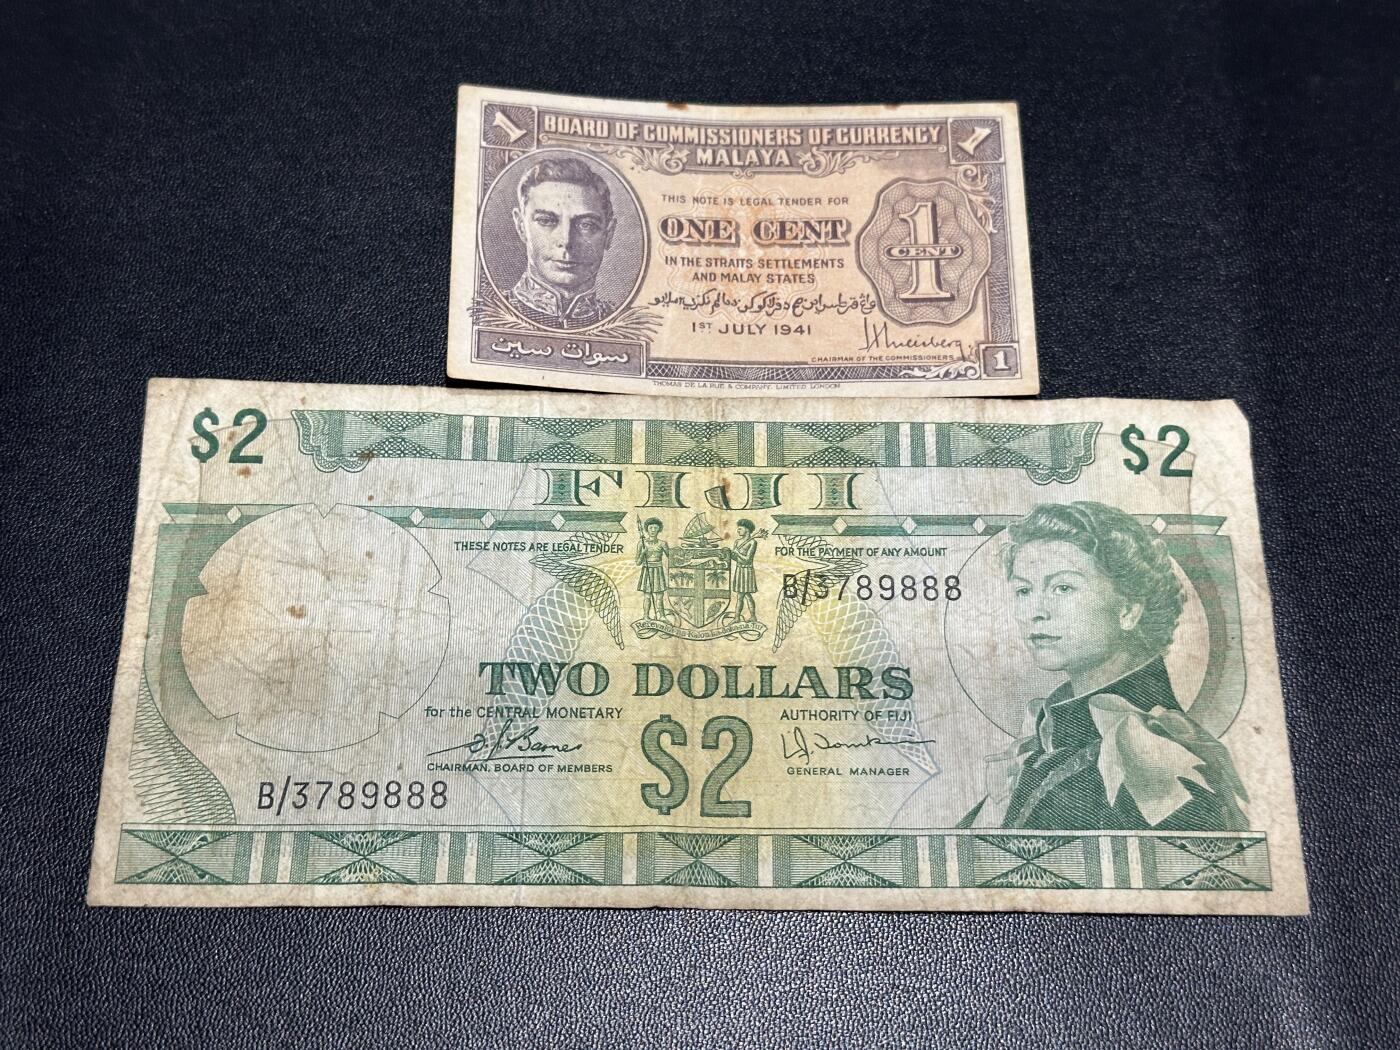 1
BOARD OF COMMISSIONERS OF CURRENCY
1
MALAYA
THIS NOTE IS LEGAL TENDER FOR
ONE CENT
IN THE STRAITS SETTLEMENTS
AND MALAY STATES
1ST JULY 1941
1
CENT
CHAIRMAN OF THE COMMISSIONERS
سوات سين
1
THOMAS DE LA RUE & COMPANY, LIMITED, LONDON
$2
$2
FIJI
THESE NOTES ARE LEGAL TENDER
FOR THE PAYMENT OF ANY AMOUNT
B/3789888
TWO DOLLARS
for the CENTRAL MONETARY
AUTHORITY OF FIJI
$2
CHAIRMAN, BOARD OF MEMBERS
GENERAL MANAGER
B/3789888